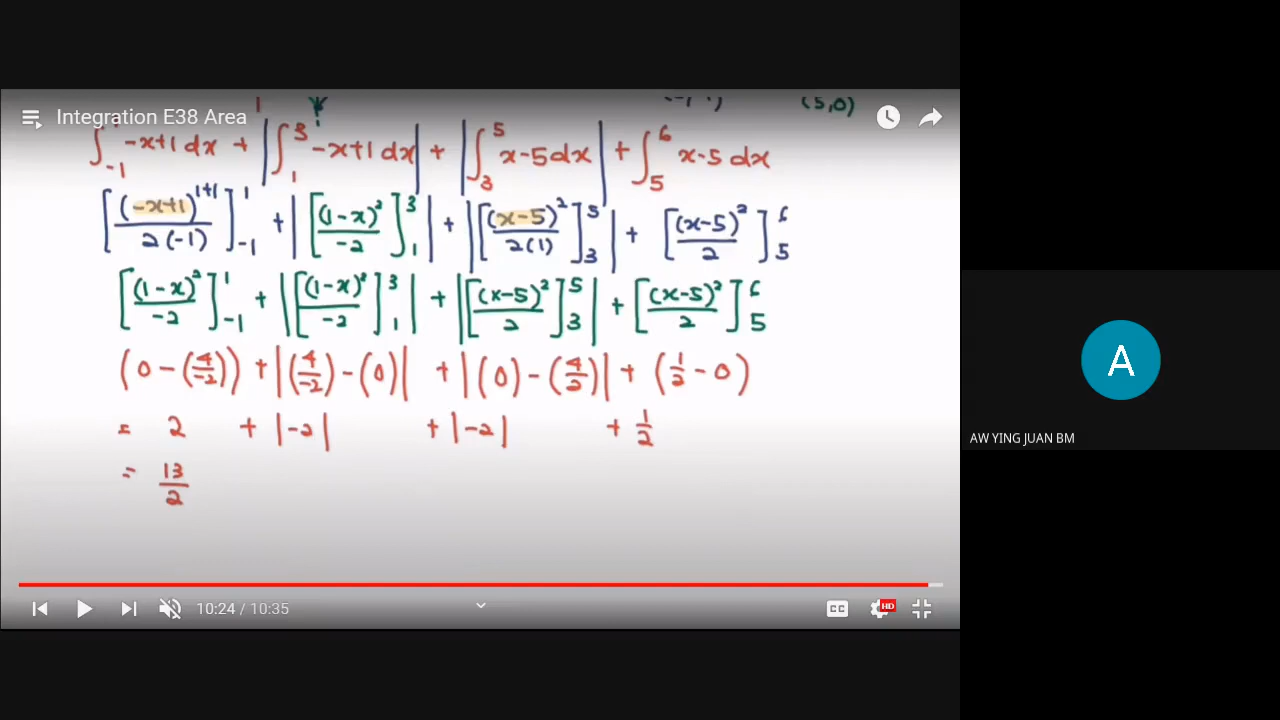 (5,0)
Integration E38 Area
∫_{-1}^{1} -x+1 dx + |∫_{1}^{3} -x+1 dx| + |∫_{3}^{5} x-5 dx| + ∫_{5}^{6} x-5 dx
[(-x+1)^{1+1}/2(-1)]_{-1}^{1} + |[(1-x)^2/-2]_{1}^{3}| + |[(x-5)^2/2(1)]_{3}^{5}| + [(x-5)^2/2]_{5}^{6}
[(1-x)^2/-2]_{-1}^{1} + |[(1-x)^2/-2]_{1}^{3}| + |[(x-5)^2/2]_{3}^{5}| + [(x-5)^2/2]_{5}^{6}
(0-(4/-2)) + |(4/-2)-(0)| + |(0)-(4/2)| + (1/2-0)
= 2 + |-2| + |-2| + 1/2
= 13/2
10:24 / 10:35
CC
HD
A
AW YING JUAN BM